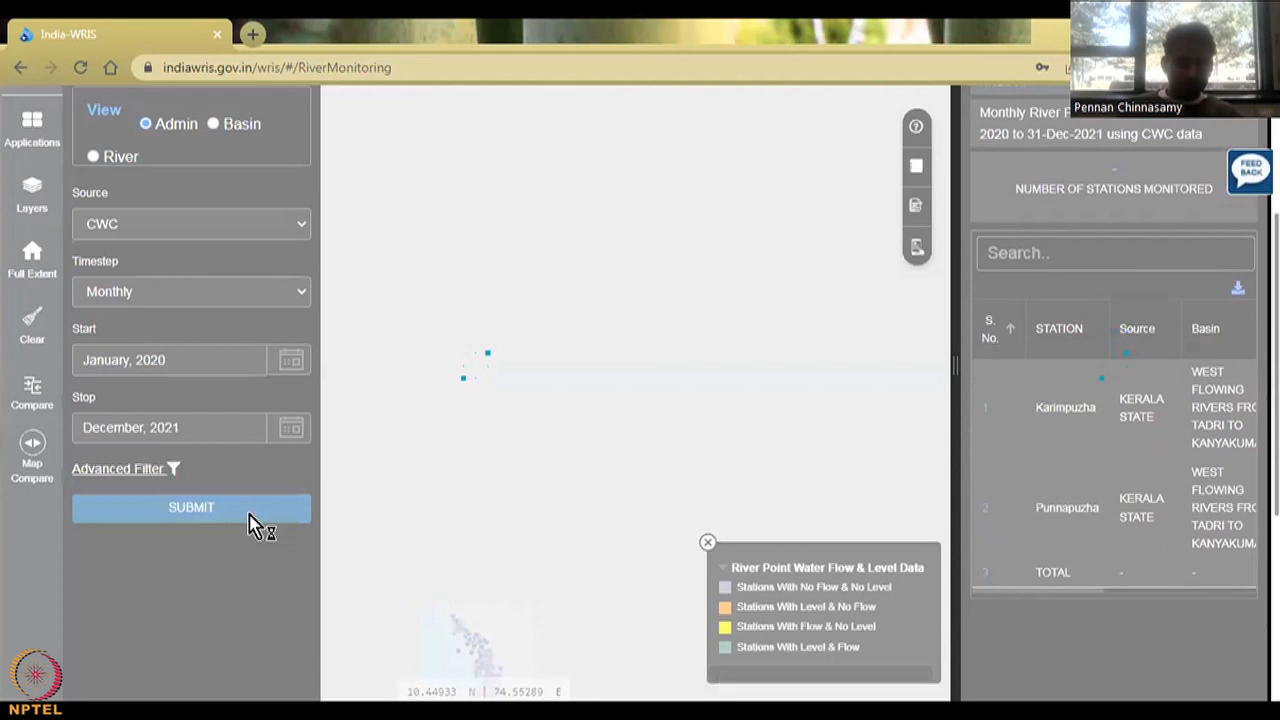 India-WRIS
indiawris.gov.in/wris/#/RiverMonitoring
Pennan Chinnasamy
Applications
Layers
Full Extent
Clear
Compare
Map
Compare
View
Admin
Basin
River
Source
CWC
Timestep
Monthly
Start
January, 2020
Stop
December, 2021
Advanced Filter
SUBMIT
River Point Water Flow & Level Data
Stations With No Flow & No Level
Stations With Level & No Flow
Stations With Flow & No Level
Stations With Level & Flow
10.44933 N | 74.55289 E
Monthly River
2020 to 31-Dec-2021 using CWC data
-
NUMBER OF STATIONS MONITORED
FEED
BACK
Search..
S. No. STATION Source Basin
1 Karimpuzha KERALA STATE WEST FLOWING RIVERS FRO TADRI TO KANYAKUM
2 Punnapuzha KERALA STATE WEST FLOWING RIVERS FRO TADRI TO KANYAKUM
3 TOTAL - -
NPTEL